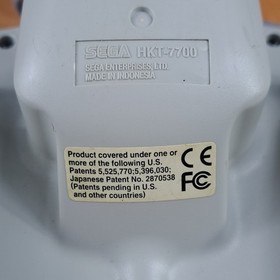 SEGA HKT-7700
SEGA ENTERPRISES, LTD.
MADE IN INDONESIA
Product covered under one or
more of the following U.S.
Patents 5,525,770;5,396,030;
Japanese Patent No. 2870538
(Patents pending in U.S.
and other countries)
CE
FC